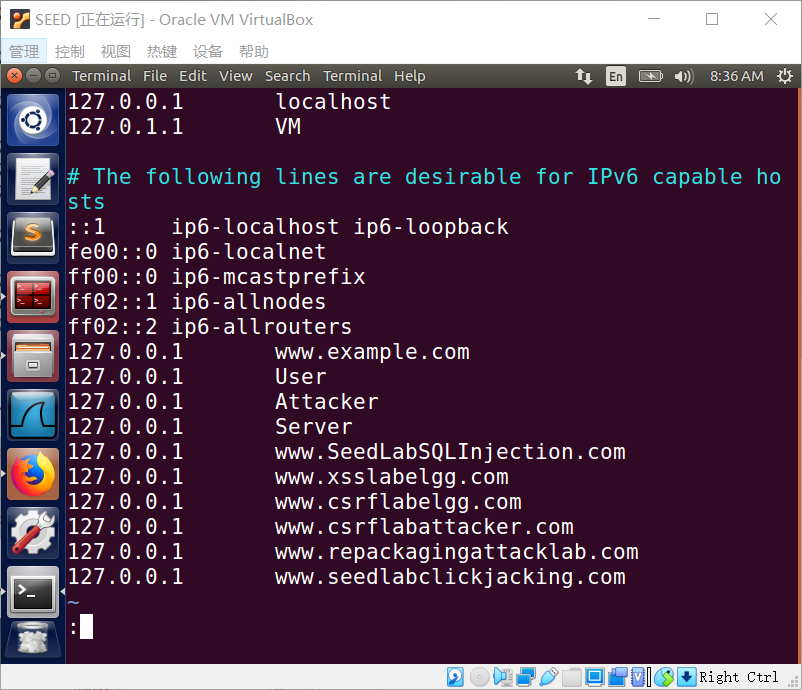 SEED [正在运行] - Oracle VM VirtualBox
管理 控制 视图 热键 设备 帮助
Terminal File Edit View Search Terminal Help En 8:36 AM
127.0.0.1       localhost
127.0.1.1       VM
# The following lines are desirable for IPv6 capable ho
sts
::1     ip6-localhost ip6-loopback
fe00::0 ip6-localnet
ff00::0 ip6-mcastprefix
ff02::1 ip6-allnodes
ff02::2 ip6-allrouters
127.0.0.1       www.example.com
127.0.0.1       User
127.0.0.1       Attacker
127.0.0.1       Server
127.0.0.1       www.SeedLabSQLInjection.com
127.0.0.1       www.xsslabelgg.com
127.0.0.1       www.csrflabelgg.com
127.0.0.1       www.csrflabattacker.com
127.0.0.1       www.repackagingattacklab.com
127.0.0.1       www.seedlabclickjacking.com
~
:
Right Ctrl